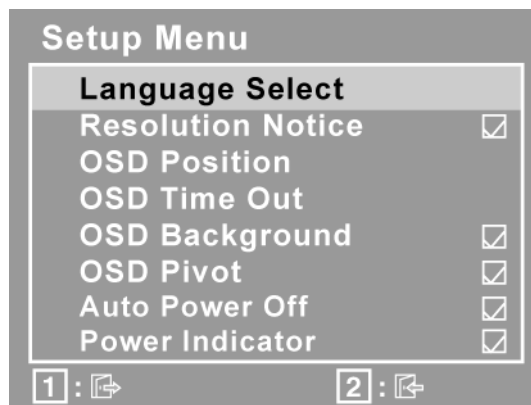 Setup Menu
Language Select
Resolution Notice
OSD Position
OSD Time Out
OSD Background
OSD Pivot
Auto Power Off
Power Indicator
1 : 2 :